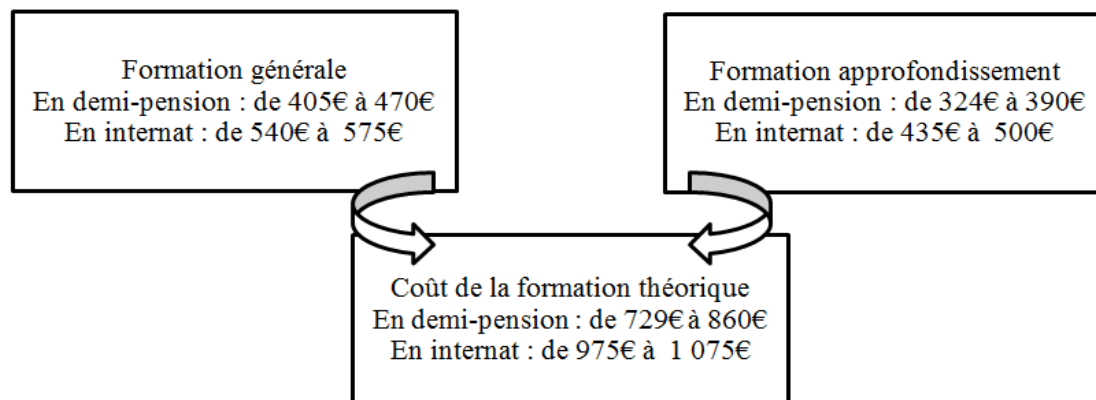 Formation générale
En demi-pension : de 405€ à 470€
En internat : de 540€ à 575€
Formation approfondissement
En demi-pension : de 324€ à 390€
En internat : de 435€ à 500€
Coût de la formation théorique
En demi-pension : de 729€ à 860€
En internat : de 975€ à 1 075€